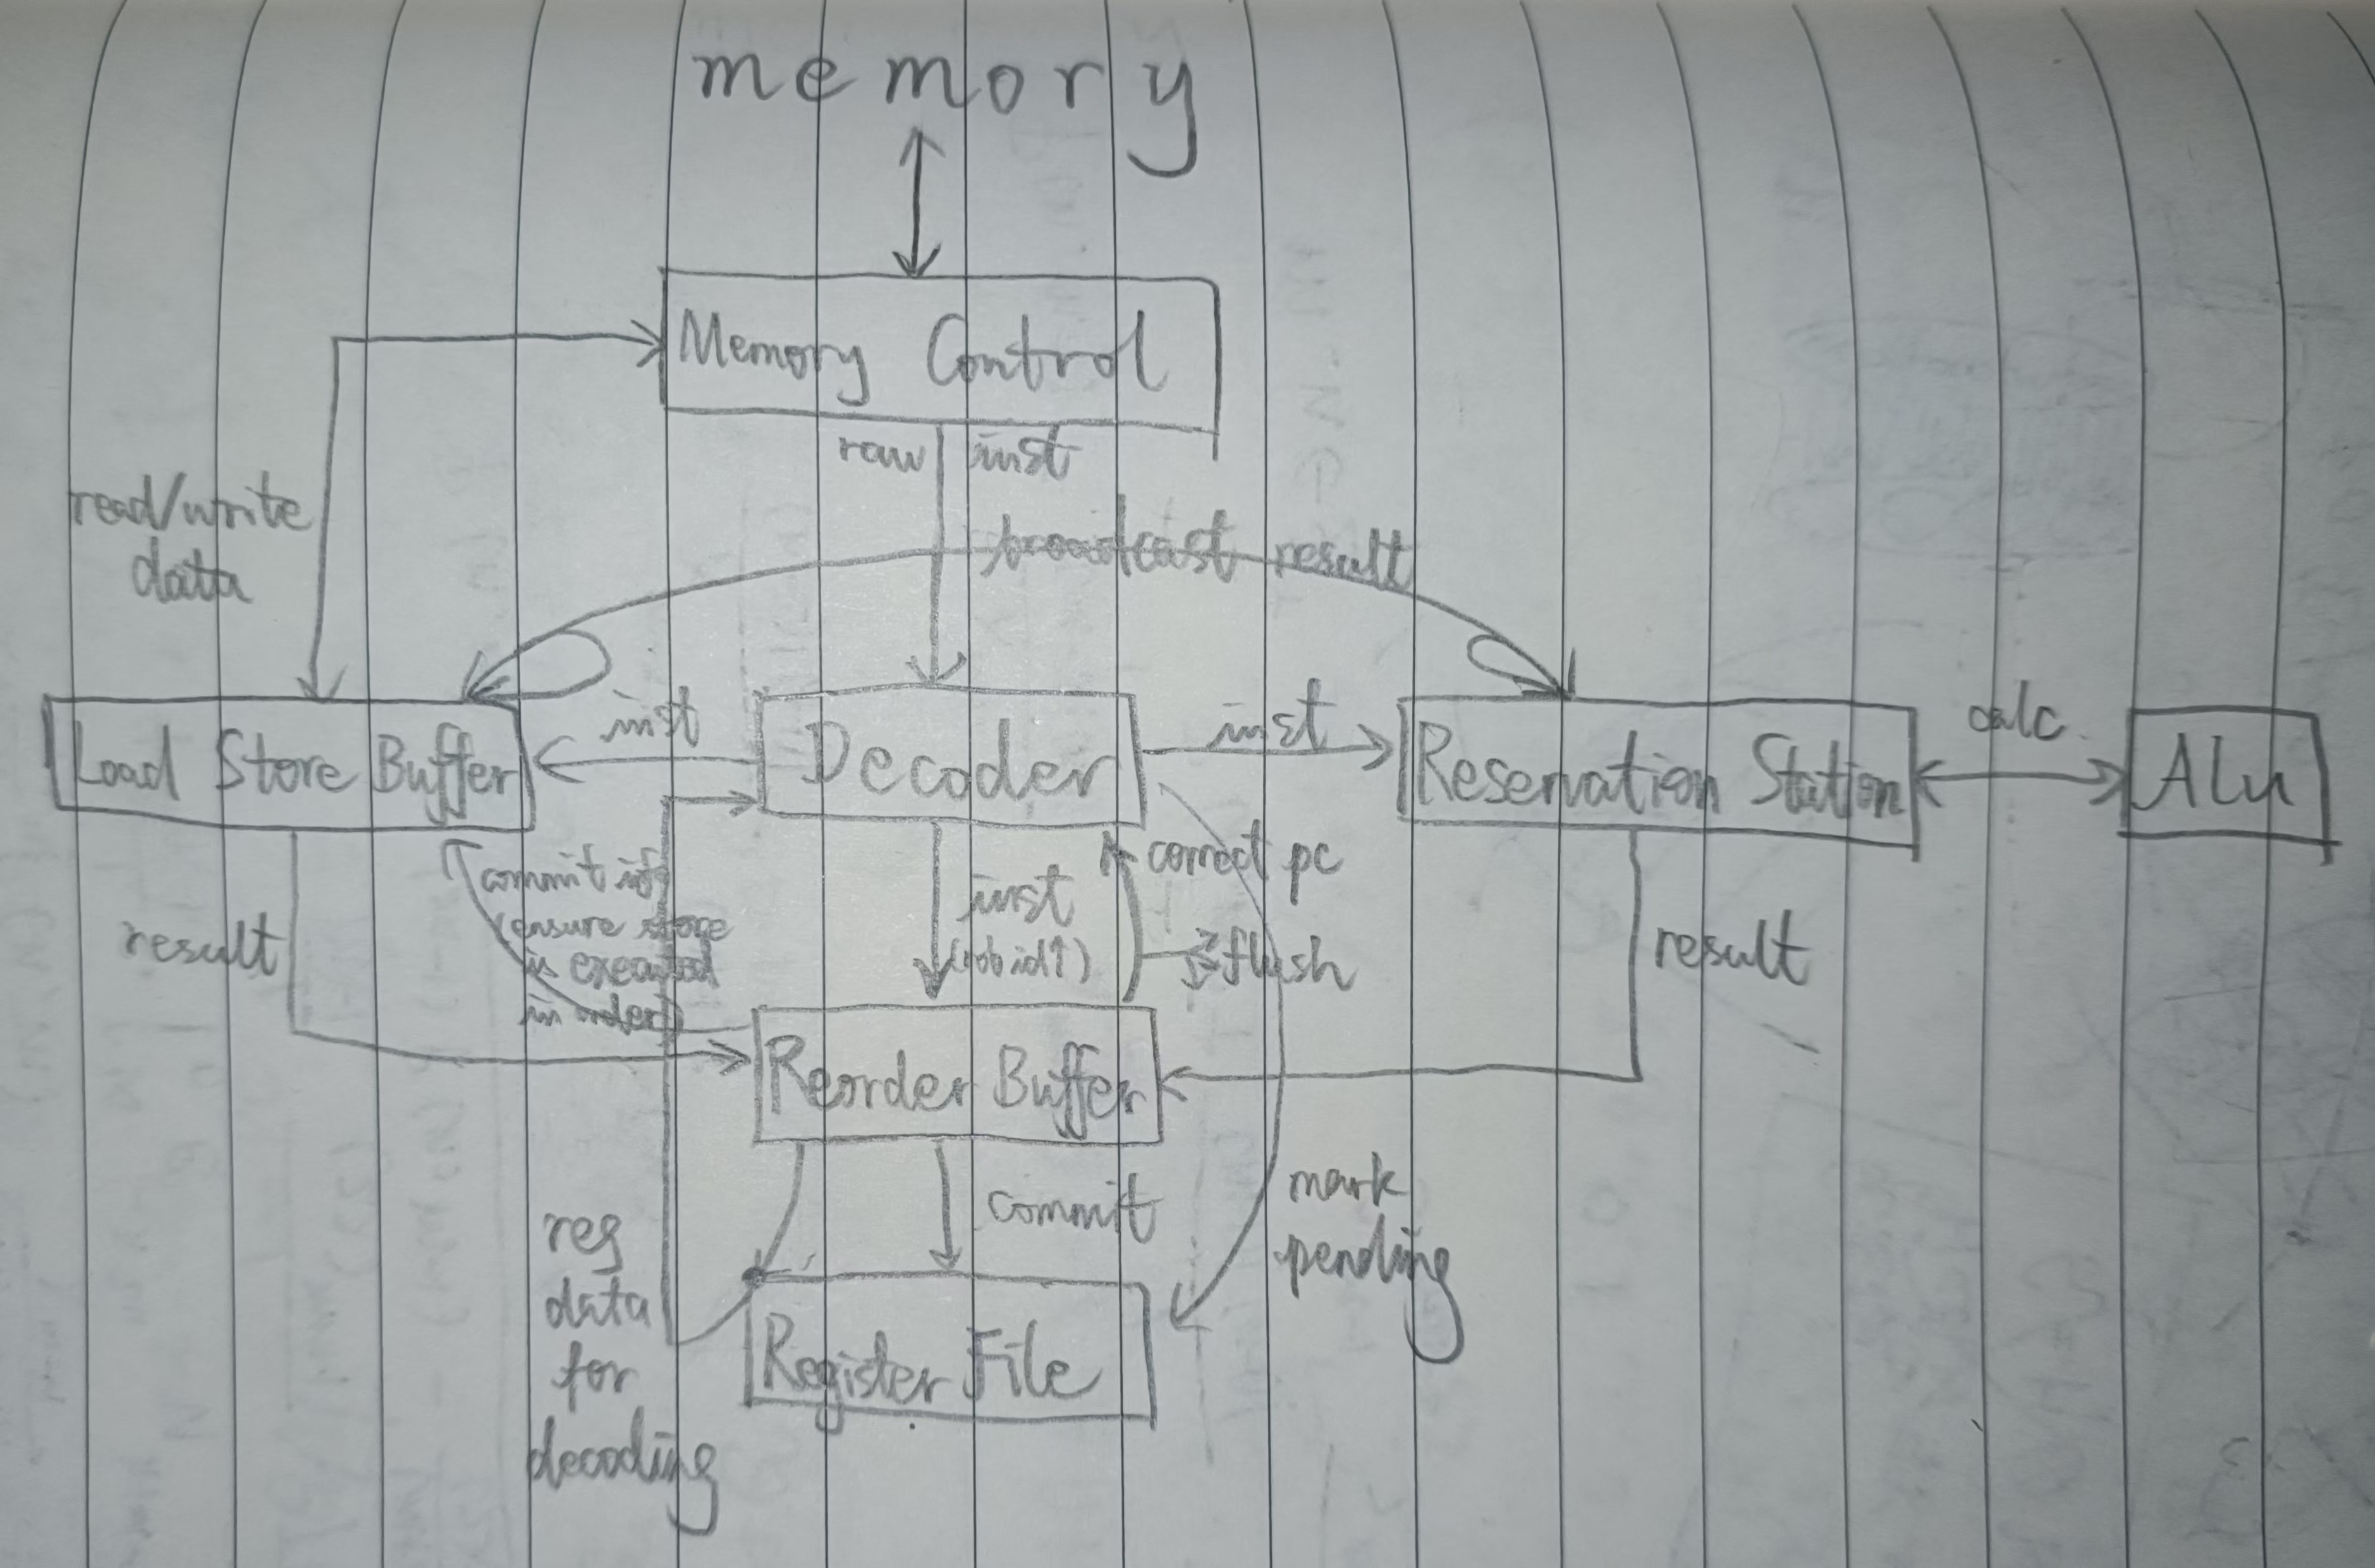 memory
Memory Control
raw inst
read/write
data
broadcast result
inst
inst
calc.
Load Store Buffer
Decoder
Reservation Station
ALu
commit info
(ensure store
is executed
in order)
correct pc
inst
(rob id↑)
flush
result
result
Reorder Buffer
commit
mark
pending
reg
data
for
decoding
Register File